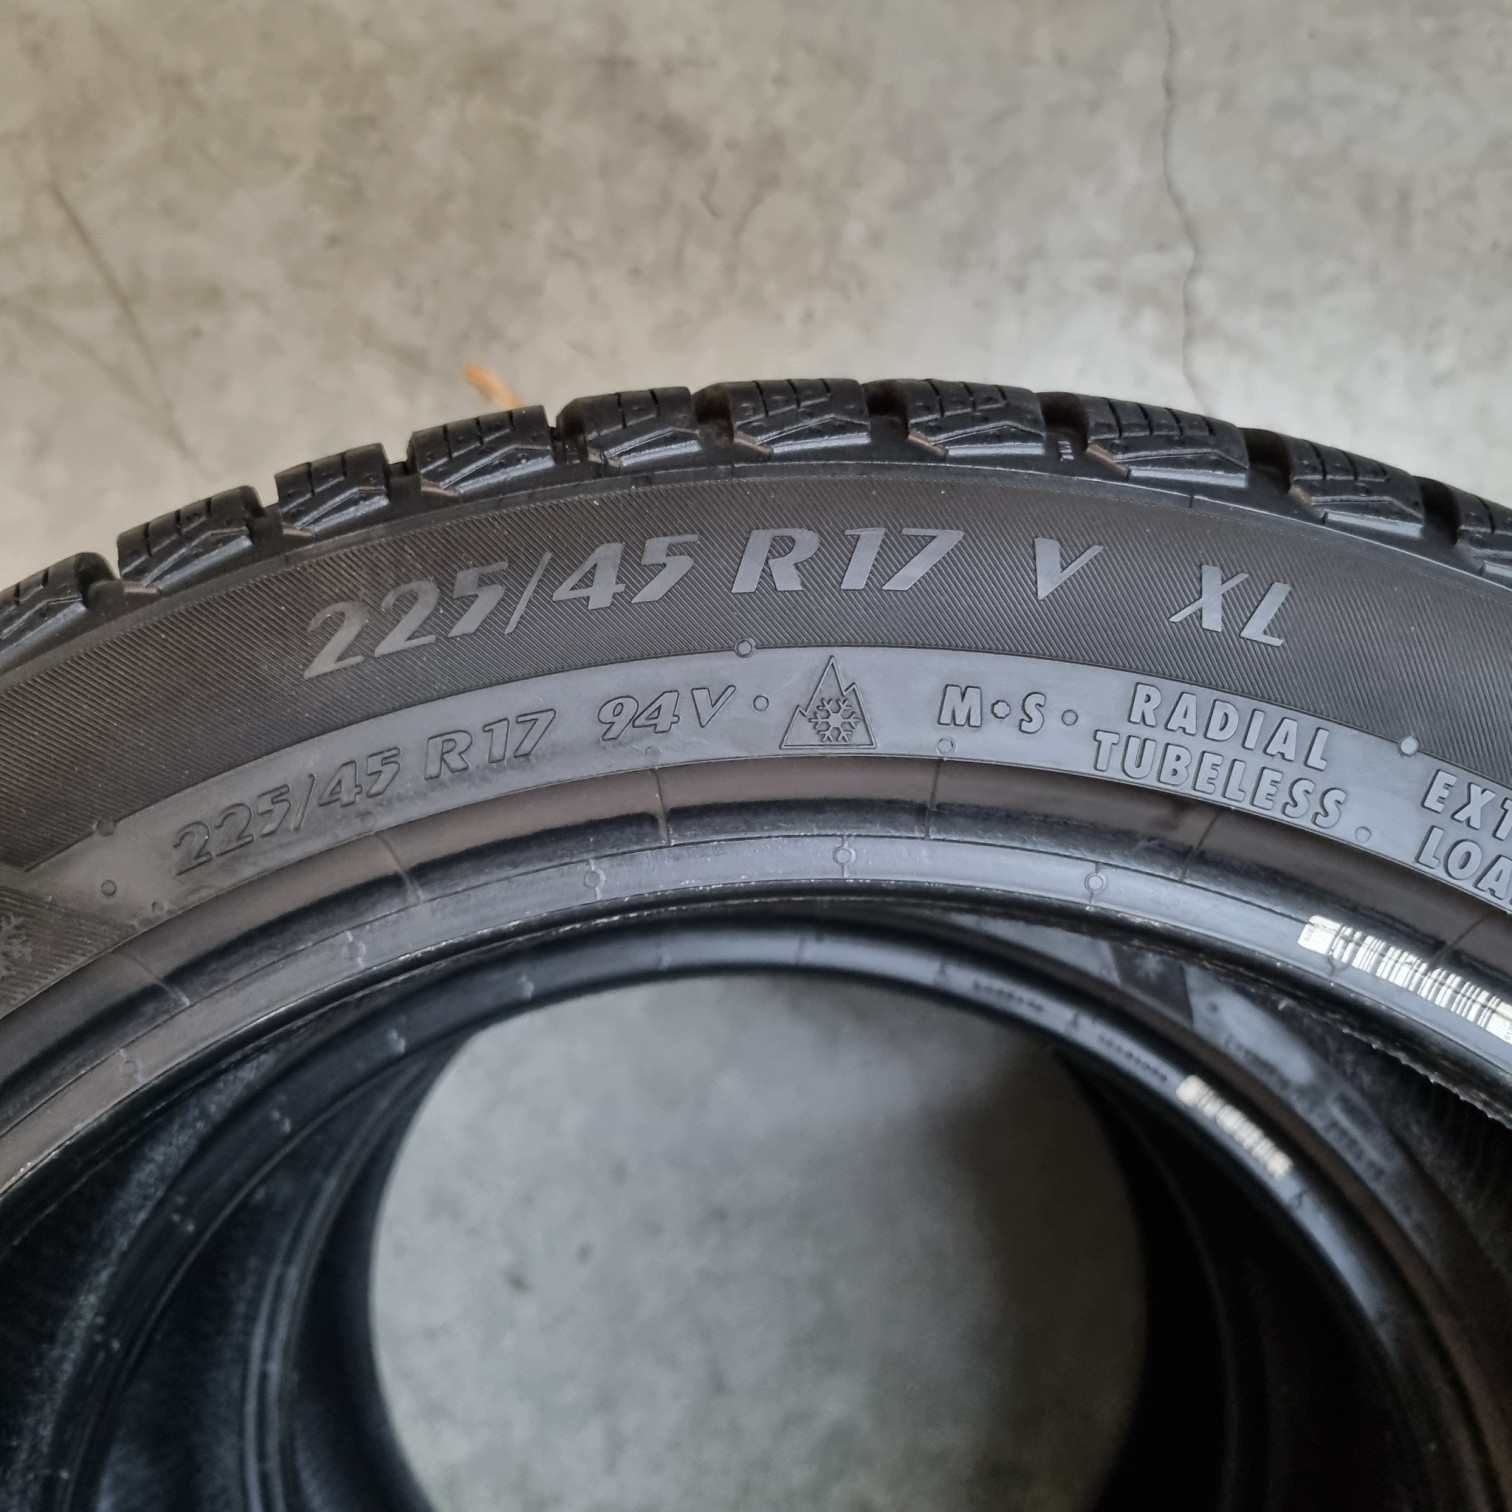 225/45 R17 V XL
225/45 R17 94V · M·S ·
RADIAL
TUBELESS ·